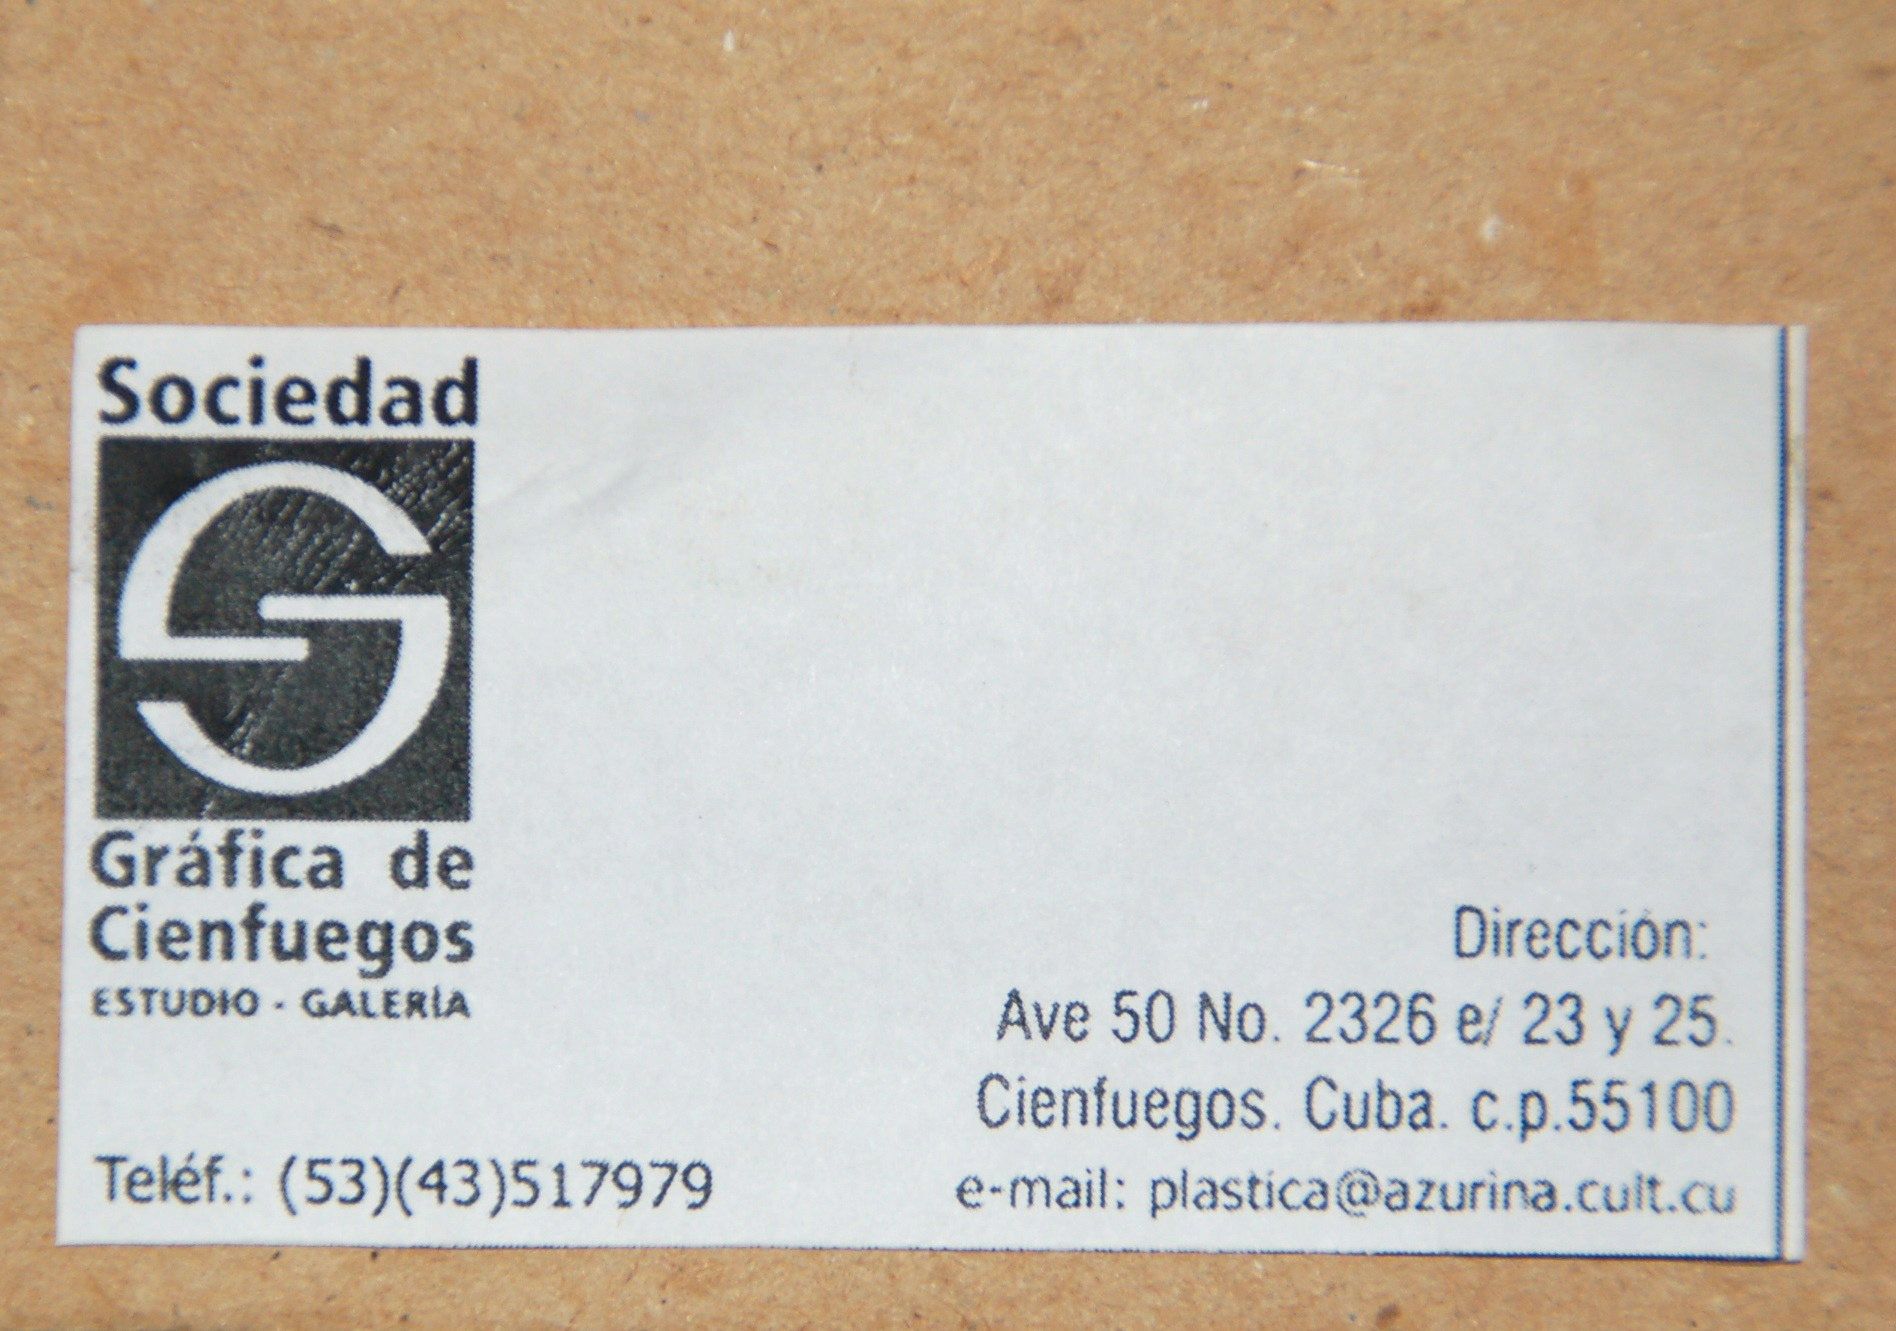 Sociedad
Gráfica de
Cienfuegos
ESTUDIO - GALERÍA
Teléf.: (53)(43)517979
Dirección:
Ave 50 No. 2326 e/ 23 y 25.
Cienfuegos. Cuba. c.p.55100
e-mail: plastica@azurina.cult.cu